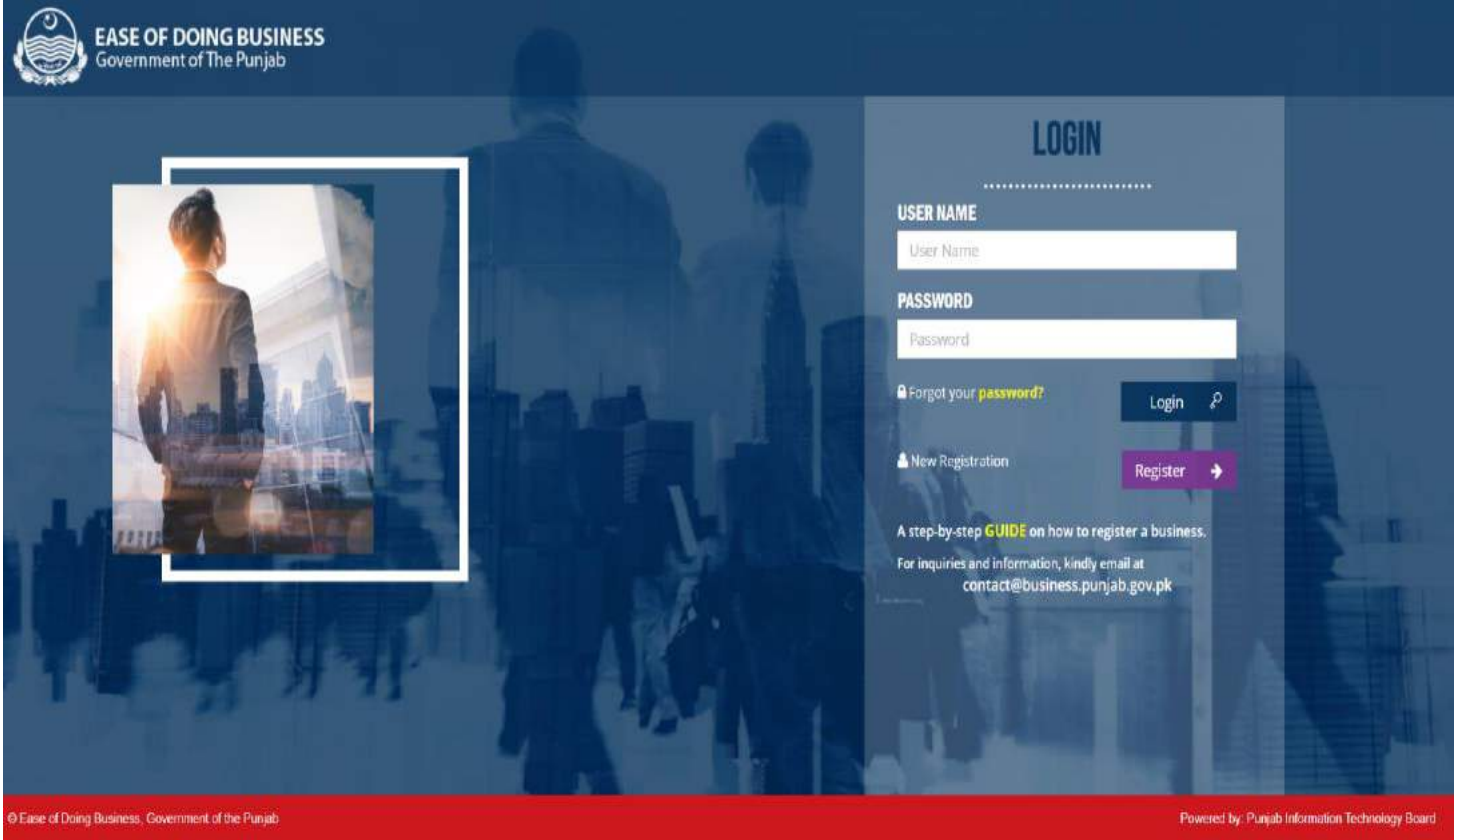 EASE OF DOING BUSINESS
Government of The Punjab
LOGIN
USER NAME
User Name
PASSWORD
Password
Forgot your password?
Login
New Registration
Register
A step-by-step GUIDE on how to register a business.
For inquiries and information, kindly email at
contact@business.punjab.gov.pk
© Ease of Doing Business, Government of the Punjab
Powered by: Punjab Information Technology Board